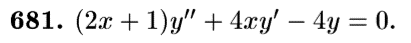 681. (2x + 1)y″ + 4xy′ − 4y = 0.